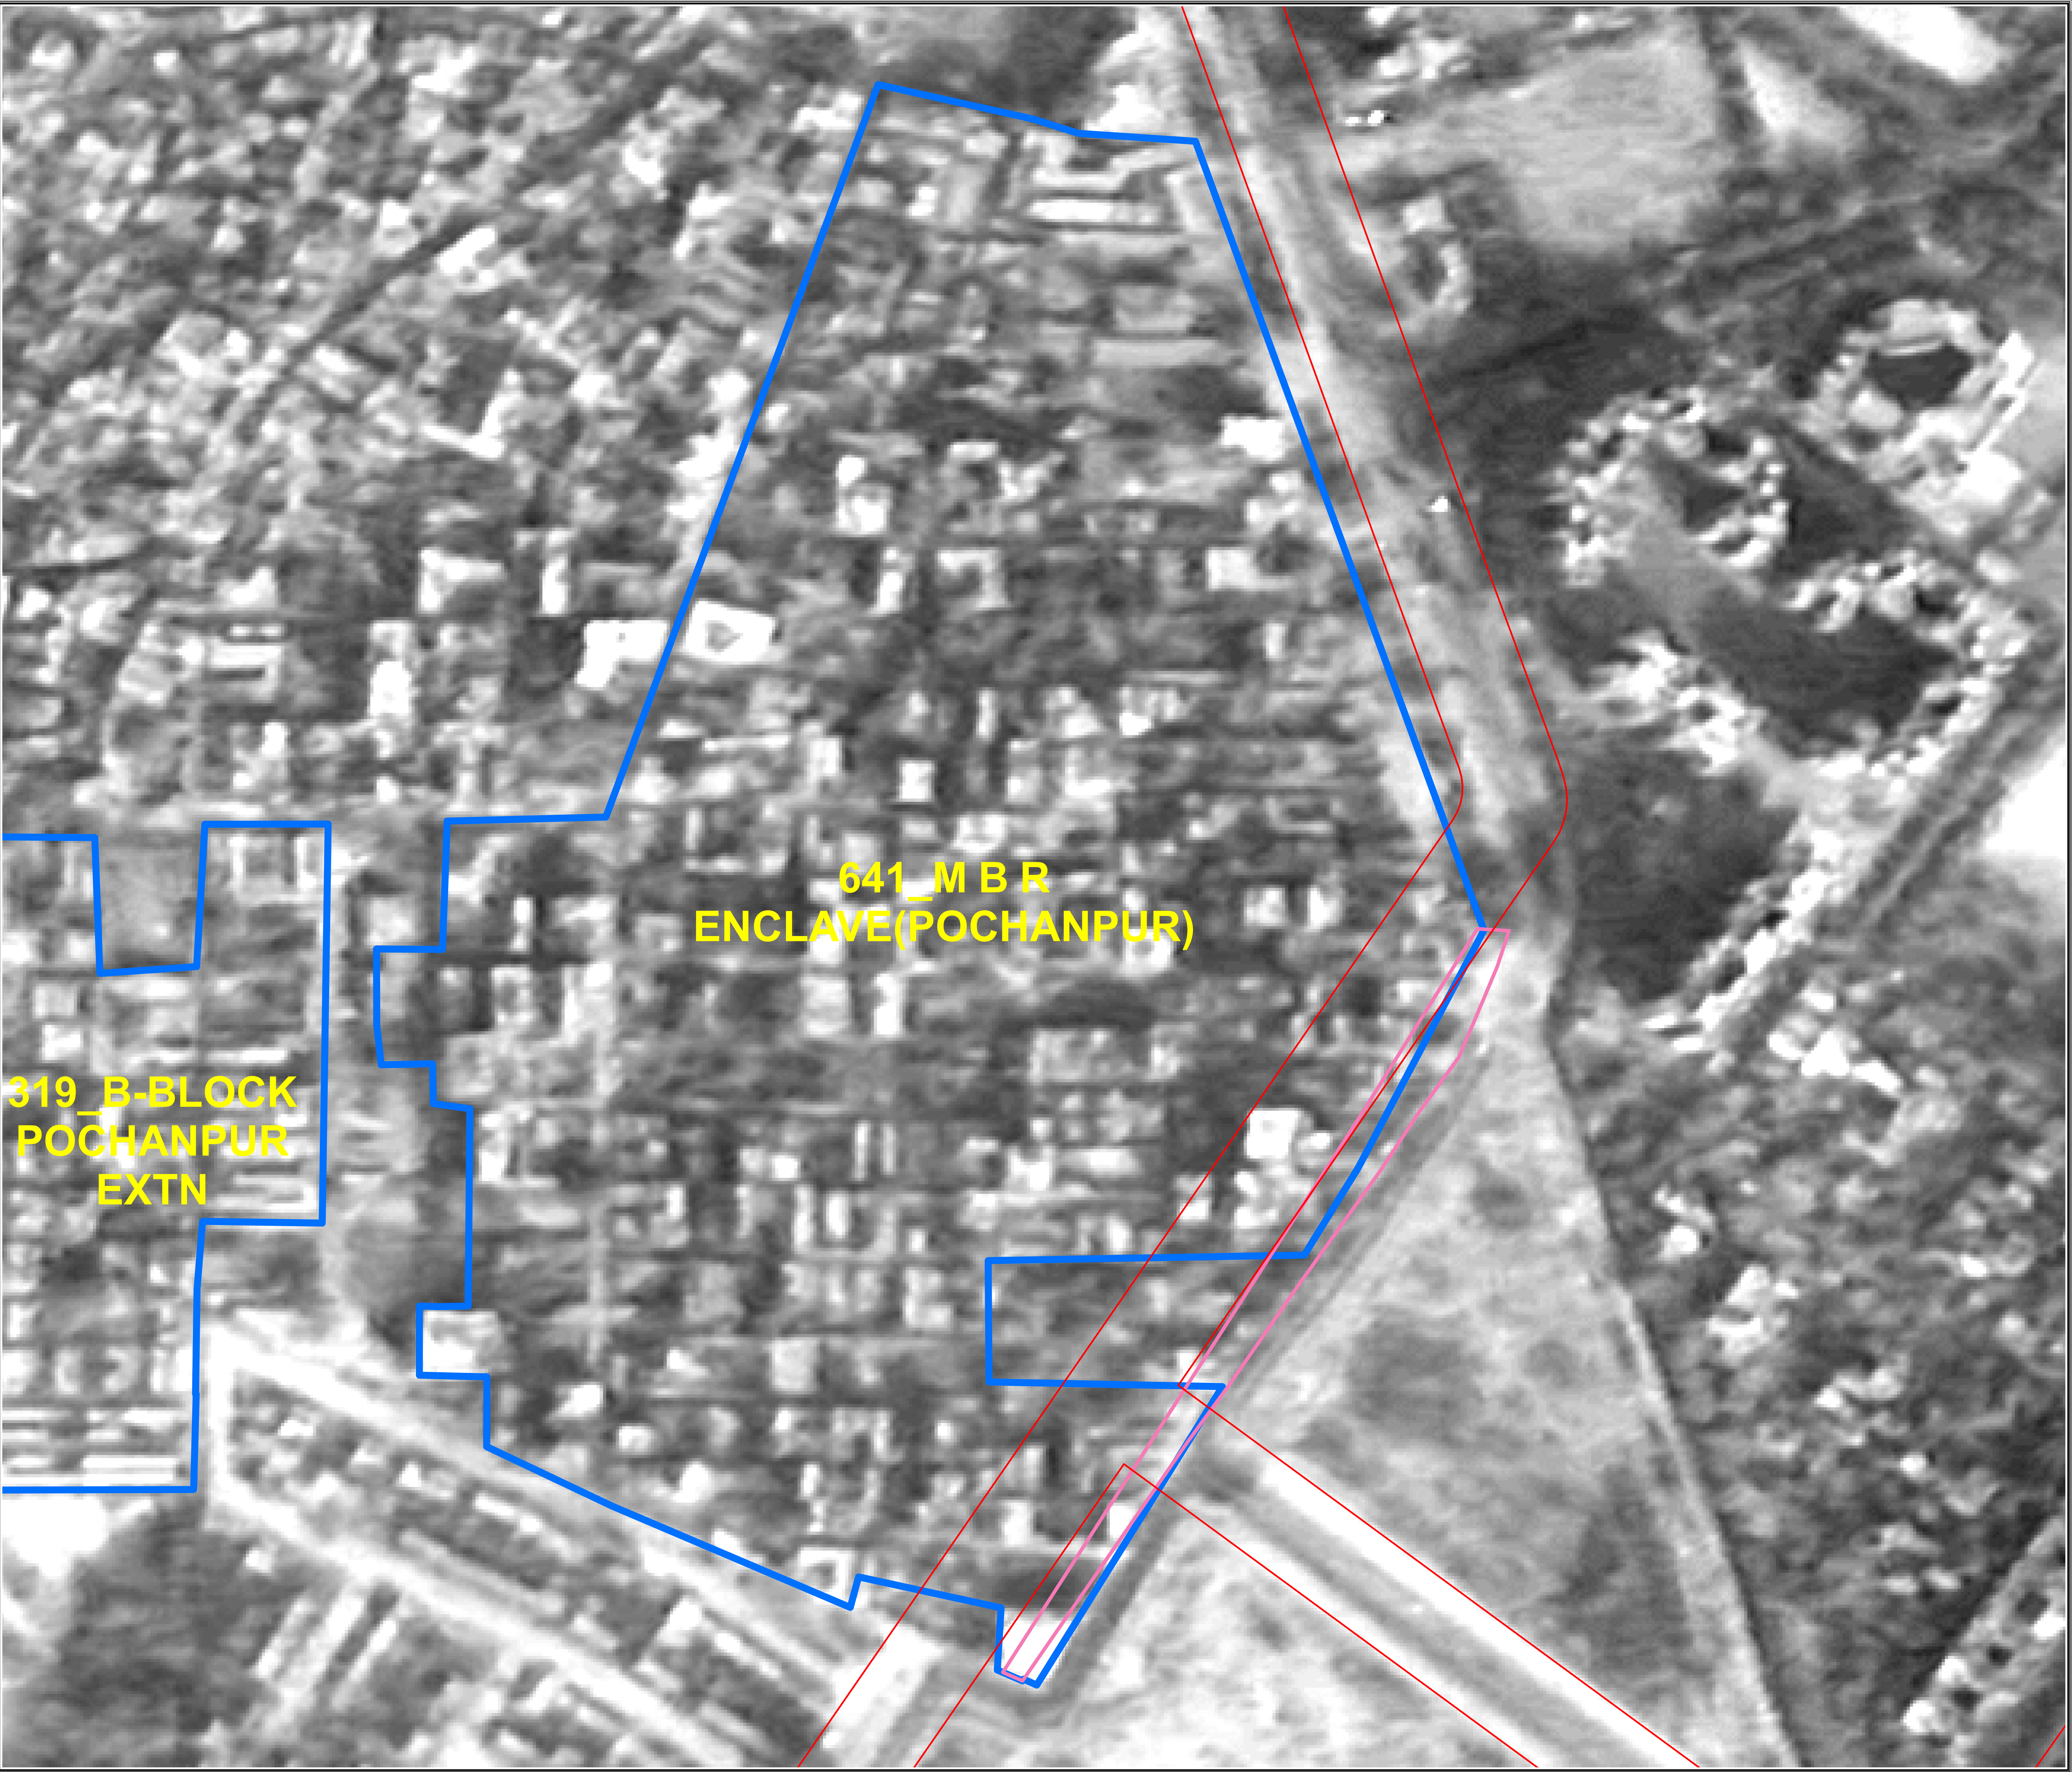 641_M B R
ENCLAVE(POCHANPUR)
319_B-BLOCK
POCHANPUR
EXTN